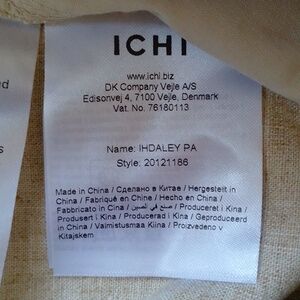 ICHI
www.ichi.biz
DK Company Vejle A/S
Edisonvej 4, 7100 Vejle, Denmark
Vat. No. 76180113
Name: IHDALEY PA
Style: 20121186
Made in China / Сделано в Китае / Hergestellt in
China / Fabriqué en Chine / Hecho en China /
Fabbricato in Cina / صنع في الصين / Produceret i Kina /
Produsert i Kina / Producerad i Kina / Geproduceerd
in China / Valmistusmaa Kiina / Proizvedeno v
Kitajskem